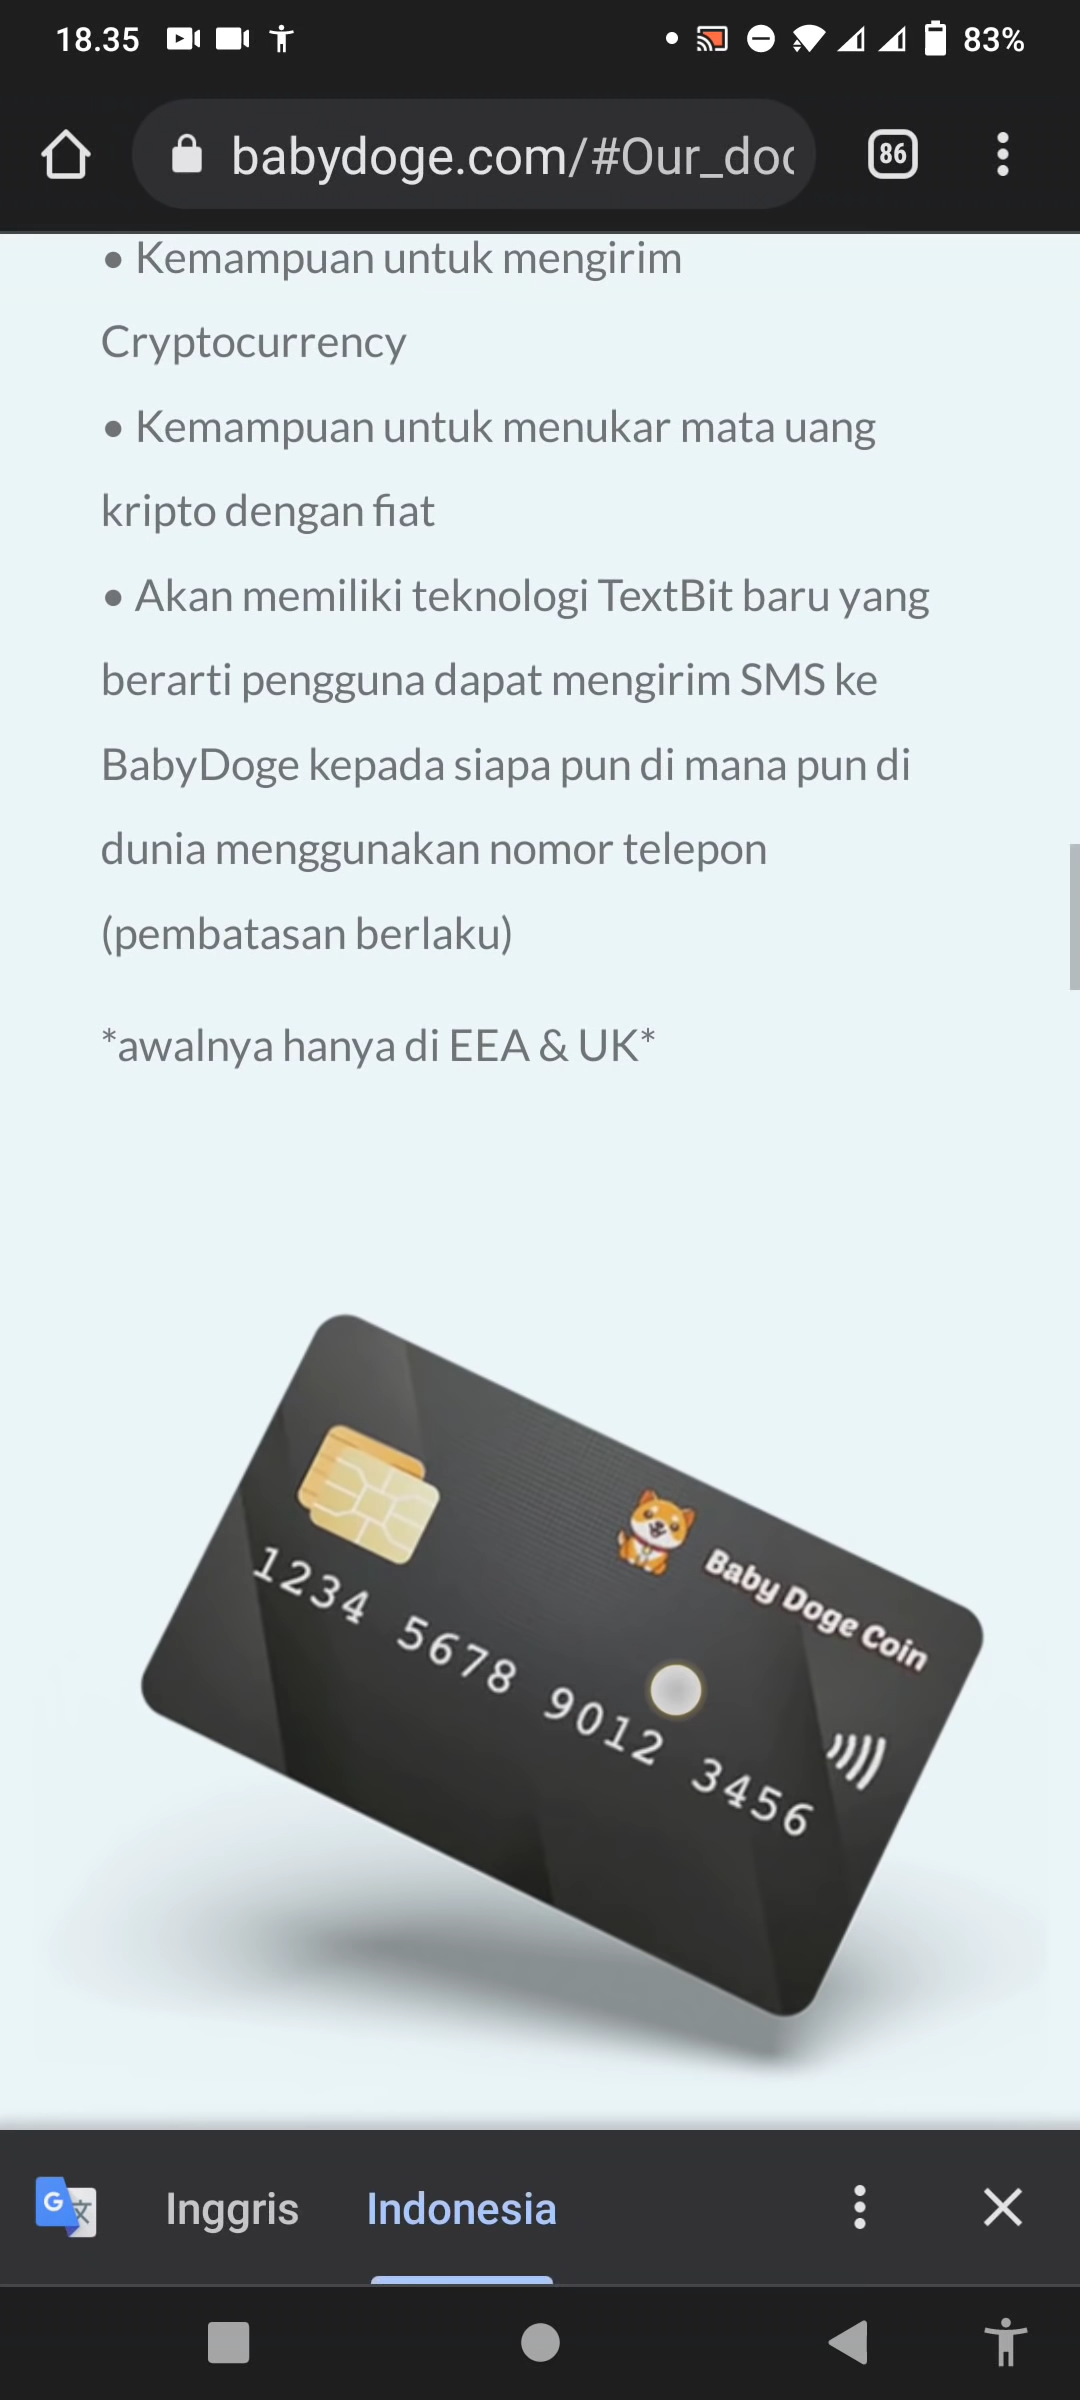 18.35
83%
babydoge.com/#Our_doc
86
• Kemampuan untuk mengirim
Cryptocurrency
• Kemampuan untuk menukar mata uang
kripto dengan fiat
• Akan memiliki teknologi TextBit baru yang
berarti pengguna dapat mengirim SMS ke
BabyDoge kepada siapa pun di mana pun di
dunia menggunakan nomor telepon
(pembatasan berlaku)
*awalnya hanya di EEA & UK*
Baby Doge Coin
1234 5678 9012 3456
G 文
Inggris
Indonesia